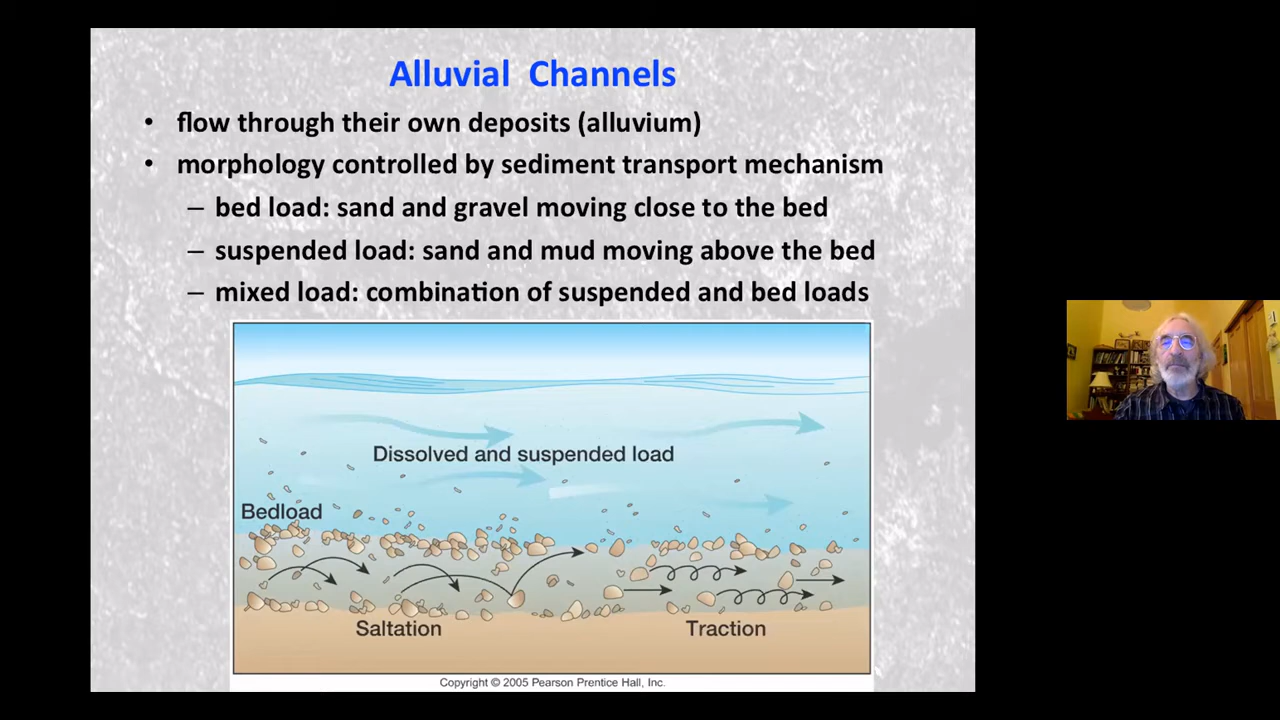 Alluvial Channels
• flow through their own deposits (alluvium)
• morphology controlled by sediment transport mechanism
– bed load: sand and gravel moving close to the bed
– suspended load: sand and mud moving above the bed
– mixed load: combination of suspended and bed loads
Dissolved and suspended load
Bedload
Saltation
Traction
Copyright © 2005 Pearson Prentice Hall, Inc.